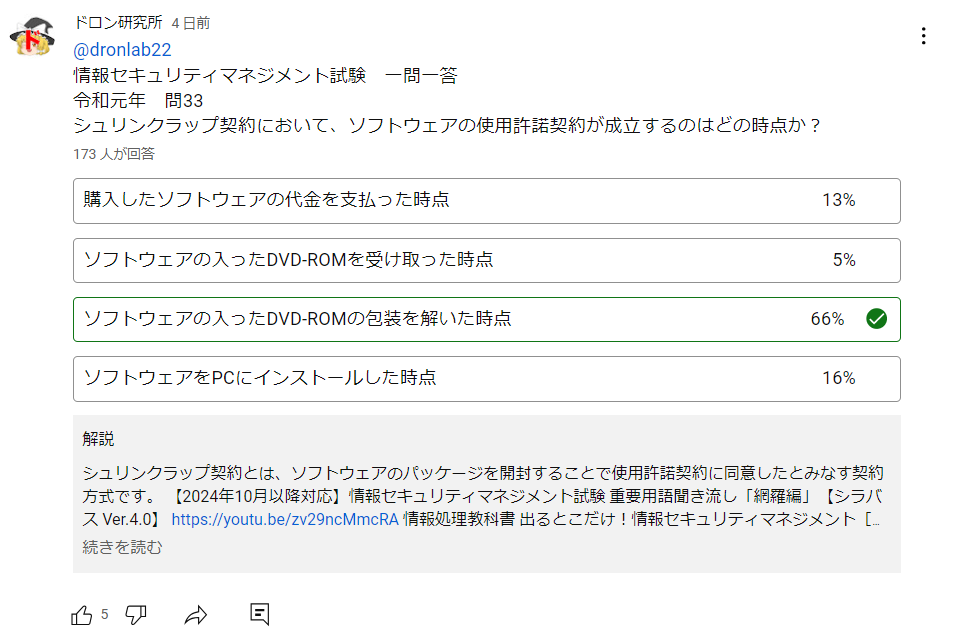 ドロン研究所 4 日前
@dronlab22
情報セキュリティマネジメント試験　一問一答
令和元年　問33
シュリンクラップ契約において、ソフトウェアの使用許諾契約が成立するのはどの時点か？
173 人が回答
購入したソフトウェアの代金を支払った時点 13%
ソフトウェアの入ったDVD-ROMを受け取った時点 5%
ソフトウェアの入ったDVD-ROMの包装を解いた時点 66%
ソフトウェアをPCにインストールした時点 16%
解説
シュリンクラップ契約とは、ソフトウェアのパッケージを開封することで使用許諾契約に同意したとみなす契約
方式です。 【2024年10月以降対応】情報セキュリティマネジメント試験 重要用語聞き流し「網羅編」【シラバ
ス Ver.4.0】 https://youtu.be/zv29ncMmcRA 情報処理教科書 出るとこだけ！情報セキュリティマネジメント［...
続きを読む
5